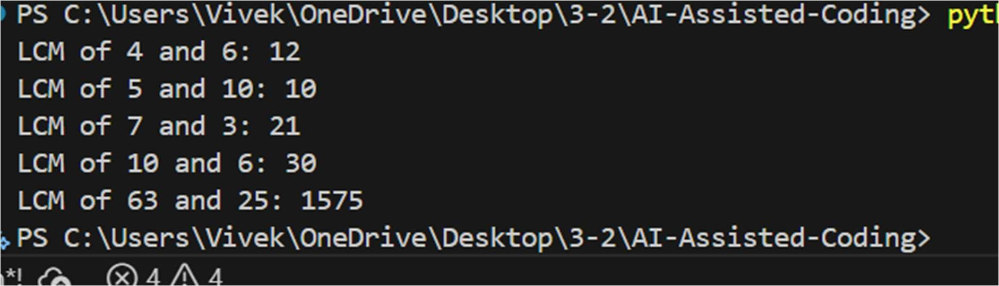 PS C:\Users\Vivek\OneDrive\Desktop\3-2\AI-Assisted-Coding>
LCM of 4 and 6: 12
LCM of 5 and 10: 10
LCM of 7 and 3: 21
LCM of 10 and 6: 30
LCM of 63 and 25: 1575
PS C:\Users\Vivek\OneDrive\Desktop\3-2\AI-Assisted-Coding>
*! 4 4